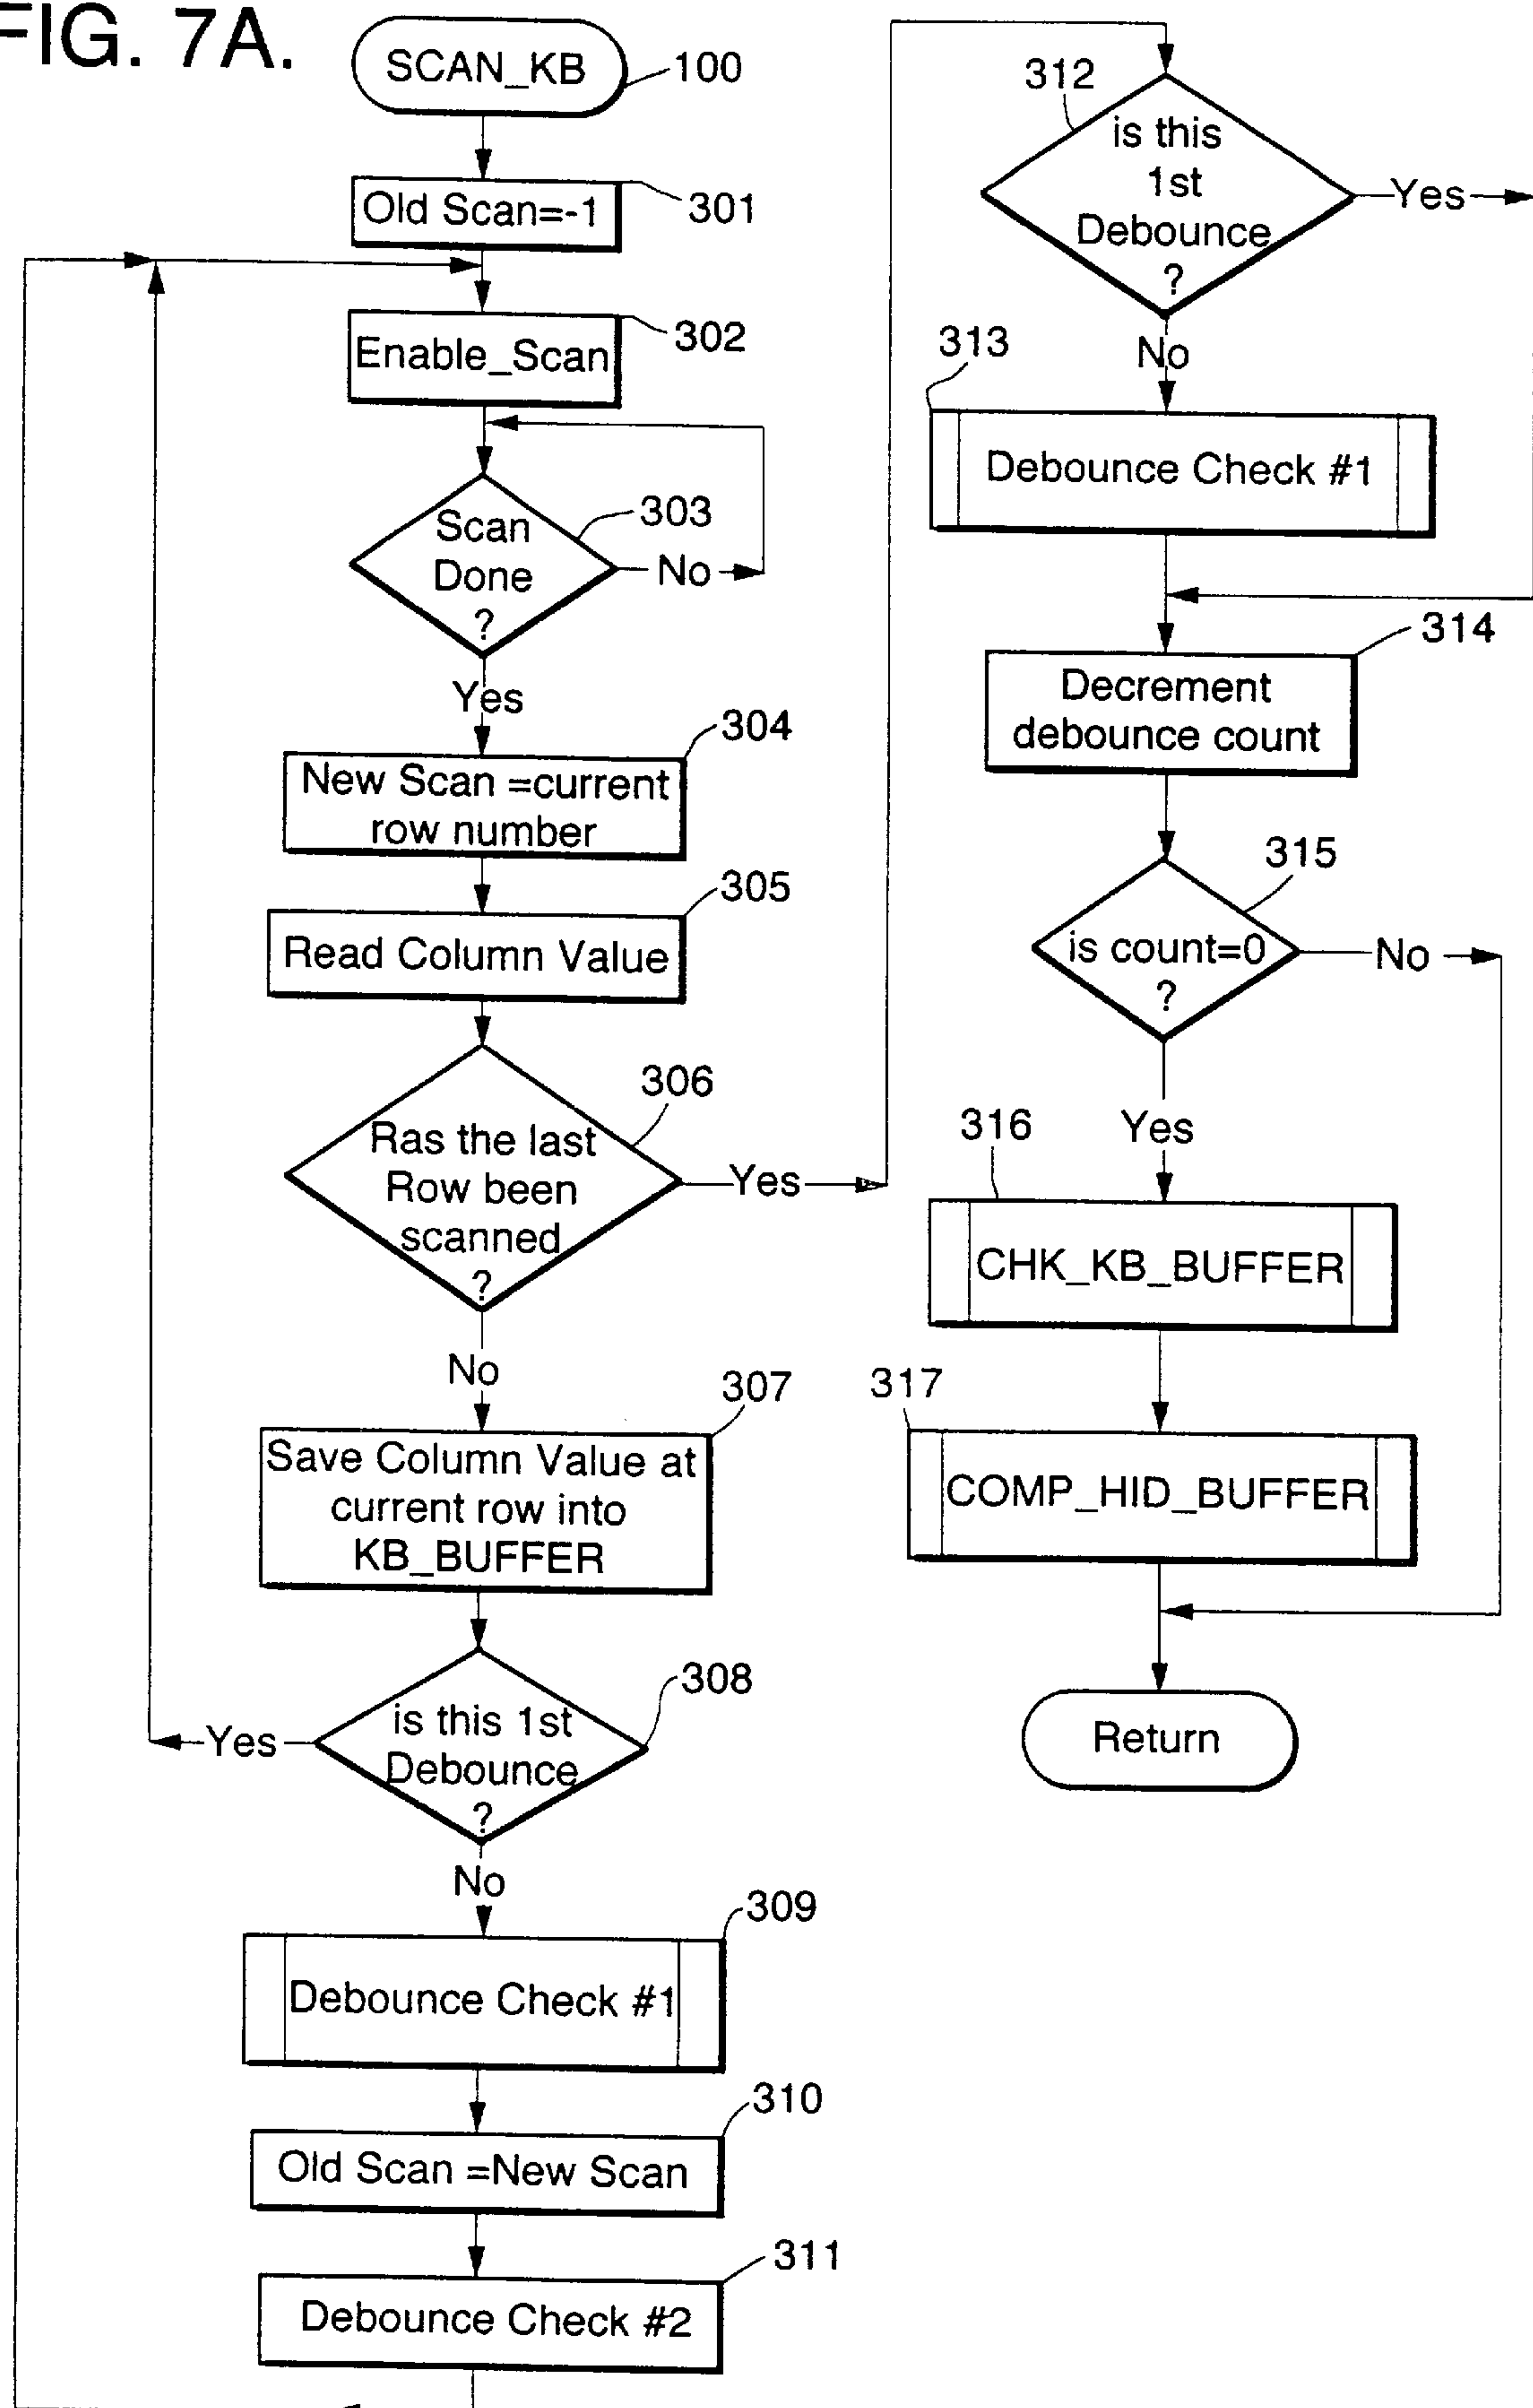 FIG. 7A.
SCAN_KB
100
Old Scan=-1
301
Enable_Scan
302
Scan
Done
?
303
No
Yes
New Scan =current
row number
304
Read Column Value
305
Ras the last
Row been
scanned
?
306
Yes
No
Save Column Value at
current row into
KB_BUFFER
307
is this 1st
Debounce
?
308
Yes
No
Debounce Check #1
309
Old Scan =New Scan
310
Debounce Check #2
311
312
is this
1st
Debounce
?
Yes
No
313
Debounce Check #1
314
Decrement
debounce count
315
is count=0
?
No
Yes
316
CHK_KB_BUFFER
317
COMP_HID_BUFFER
Return